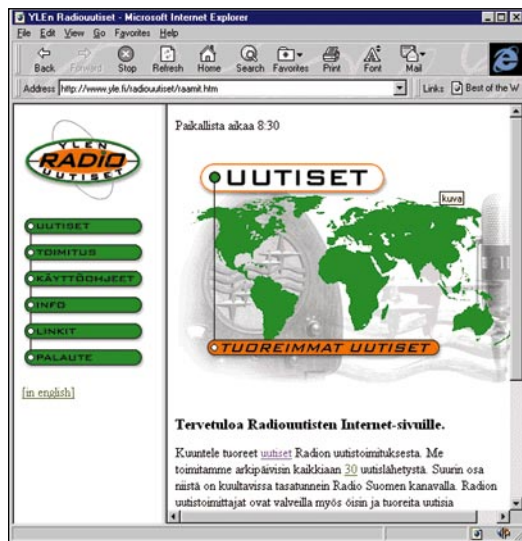 YLEn Radiouutiset - Microsoft Internet Explorer
File Edit View Go Favorites Help
Back Forward Stop Refresh Home Search Favorites Print Font Mail
Address http://www.yle.fi/radiouutiset/raamit.htm Links Best of the W
YLEN
RADIO
UUTISET
UUTISET
TOIMITUS
KÄYTTÖOHJEET
INFO
LINKIT
PALAUTE
[in english]
Paikallista aikaa 8:30
UUTISET
kuva
TUOREIMMAT UUTISET
Tervetuloa Radiouutisten Internet-sivuille.
Kuuntele tuoreet uutiset Radion uutistoimituksesta. Me
toimitamme arkipäivisin kaikkiaan 30 uutislähetystä. Suurin osa
niistä on kuultavissa tasatunnein Radio Suomen kanavalla. Radion
uutistoimittajat ovat valveilla myös öisin ja tuoreita uutisia